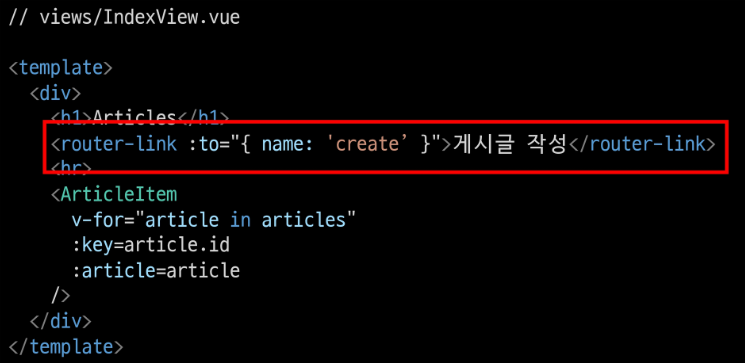 // views/IndexView.vue
<template>
<div>
<h1>Articles</h1>
<router-link :to="{ name: 'create’ }">게시글 작성</router-link>
<hr>
<ArticleItem
v-for="article in articles"
:key=article.id
:article=article
/>
</div>
</template>